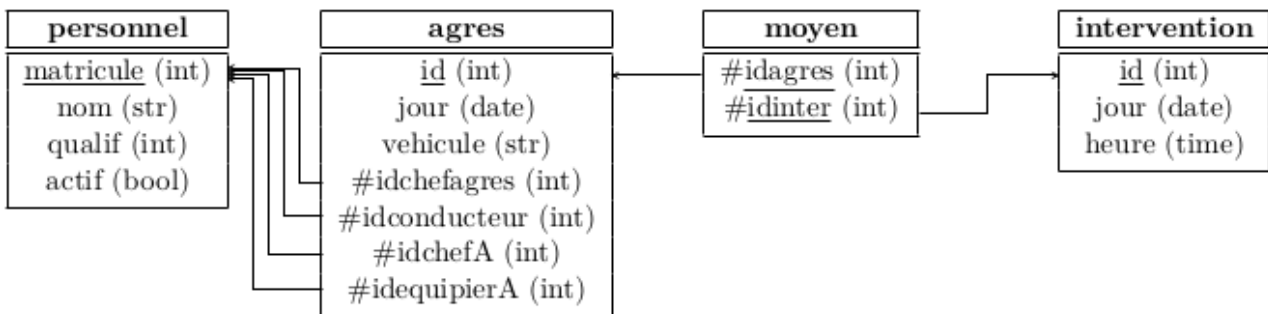 personnel
matricule (int)
nom (str)
qualif (int)
actif (bool)
agres
id (int)
jour (date)
vehicule (str)
#idchefagres (int)
#idconducteur (int)
#idchefA (int)
#idequipierA (int)
moyen
#idagres (int)
#idinter (int)
intervention
id (int)
jour (date)
heure (time)